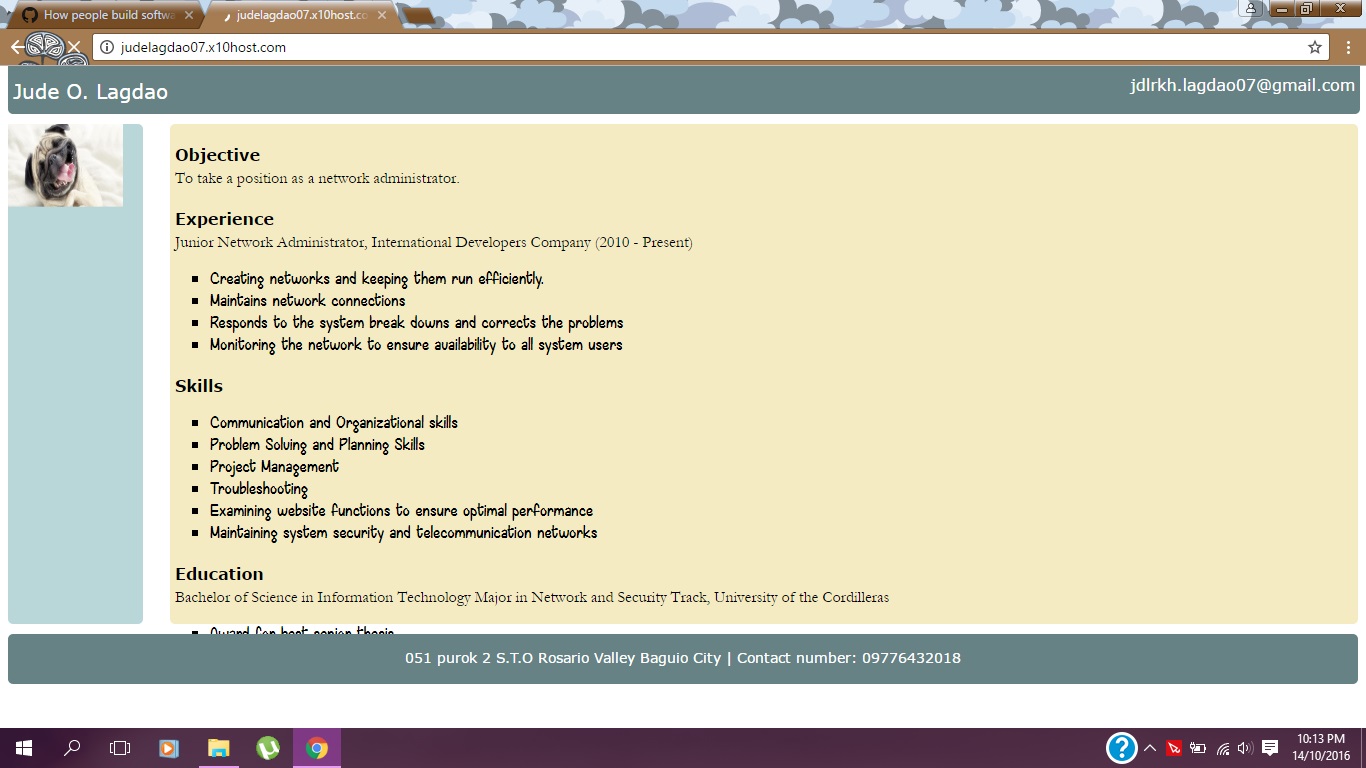 How people build softwa
judelagdao07.x10host.co
judelagdao07.x10host.com
Jude O. Lagdao
jdlrkh.lagdao07@gmail.com
Objective
To take a position as a network administrator.
Experience
Junior Network Administrator, International Developers Company (2010 - Present)
Creating networks and keeping them run efficiently.
Maintains network connections
Responds to the system break downs and corrects the problems
Monitoring the network to ensure availability to all system users
Skills
Communication and Organizational skills
Problem Solving and Planning Skills
Project Management
Troubleshooting
Examining website functions to ensure optimal performance
Maintaining system security and telecommunication networks
Education
Bachelor of Science in Information Technology Major in Network and Security Track, University of the Cordilleras
Award for best senior thesis
051 purok 2 S.T.O Rosario Valley Baguio City | Contact number: 09776432018
10:13 PM
14/10/2016